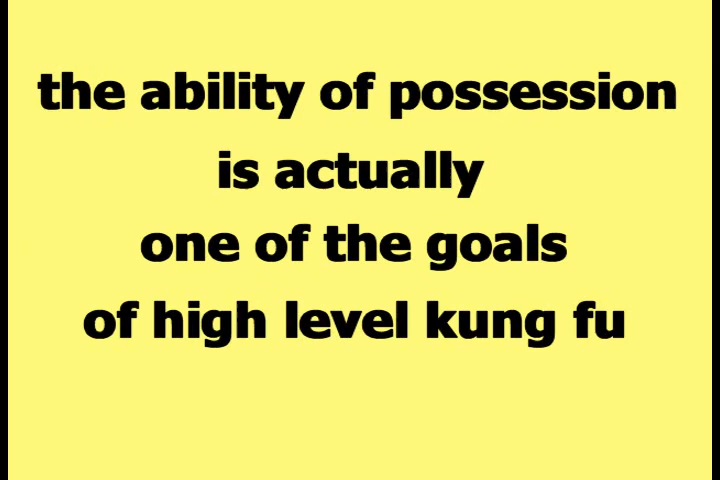 the ability of possession
is actually
one of the goals
of high level kung fu